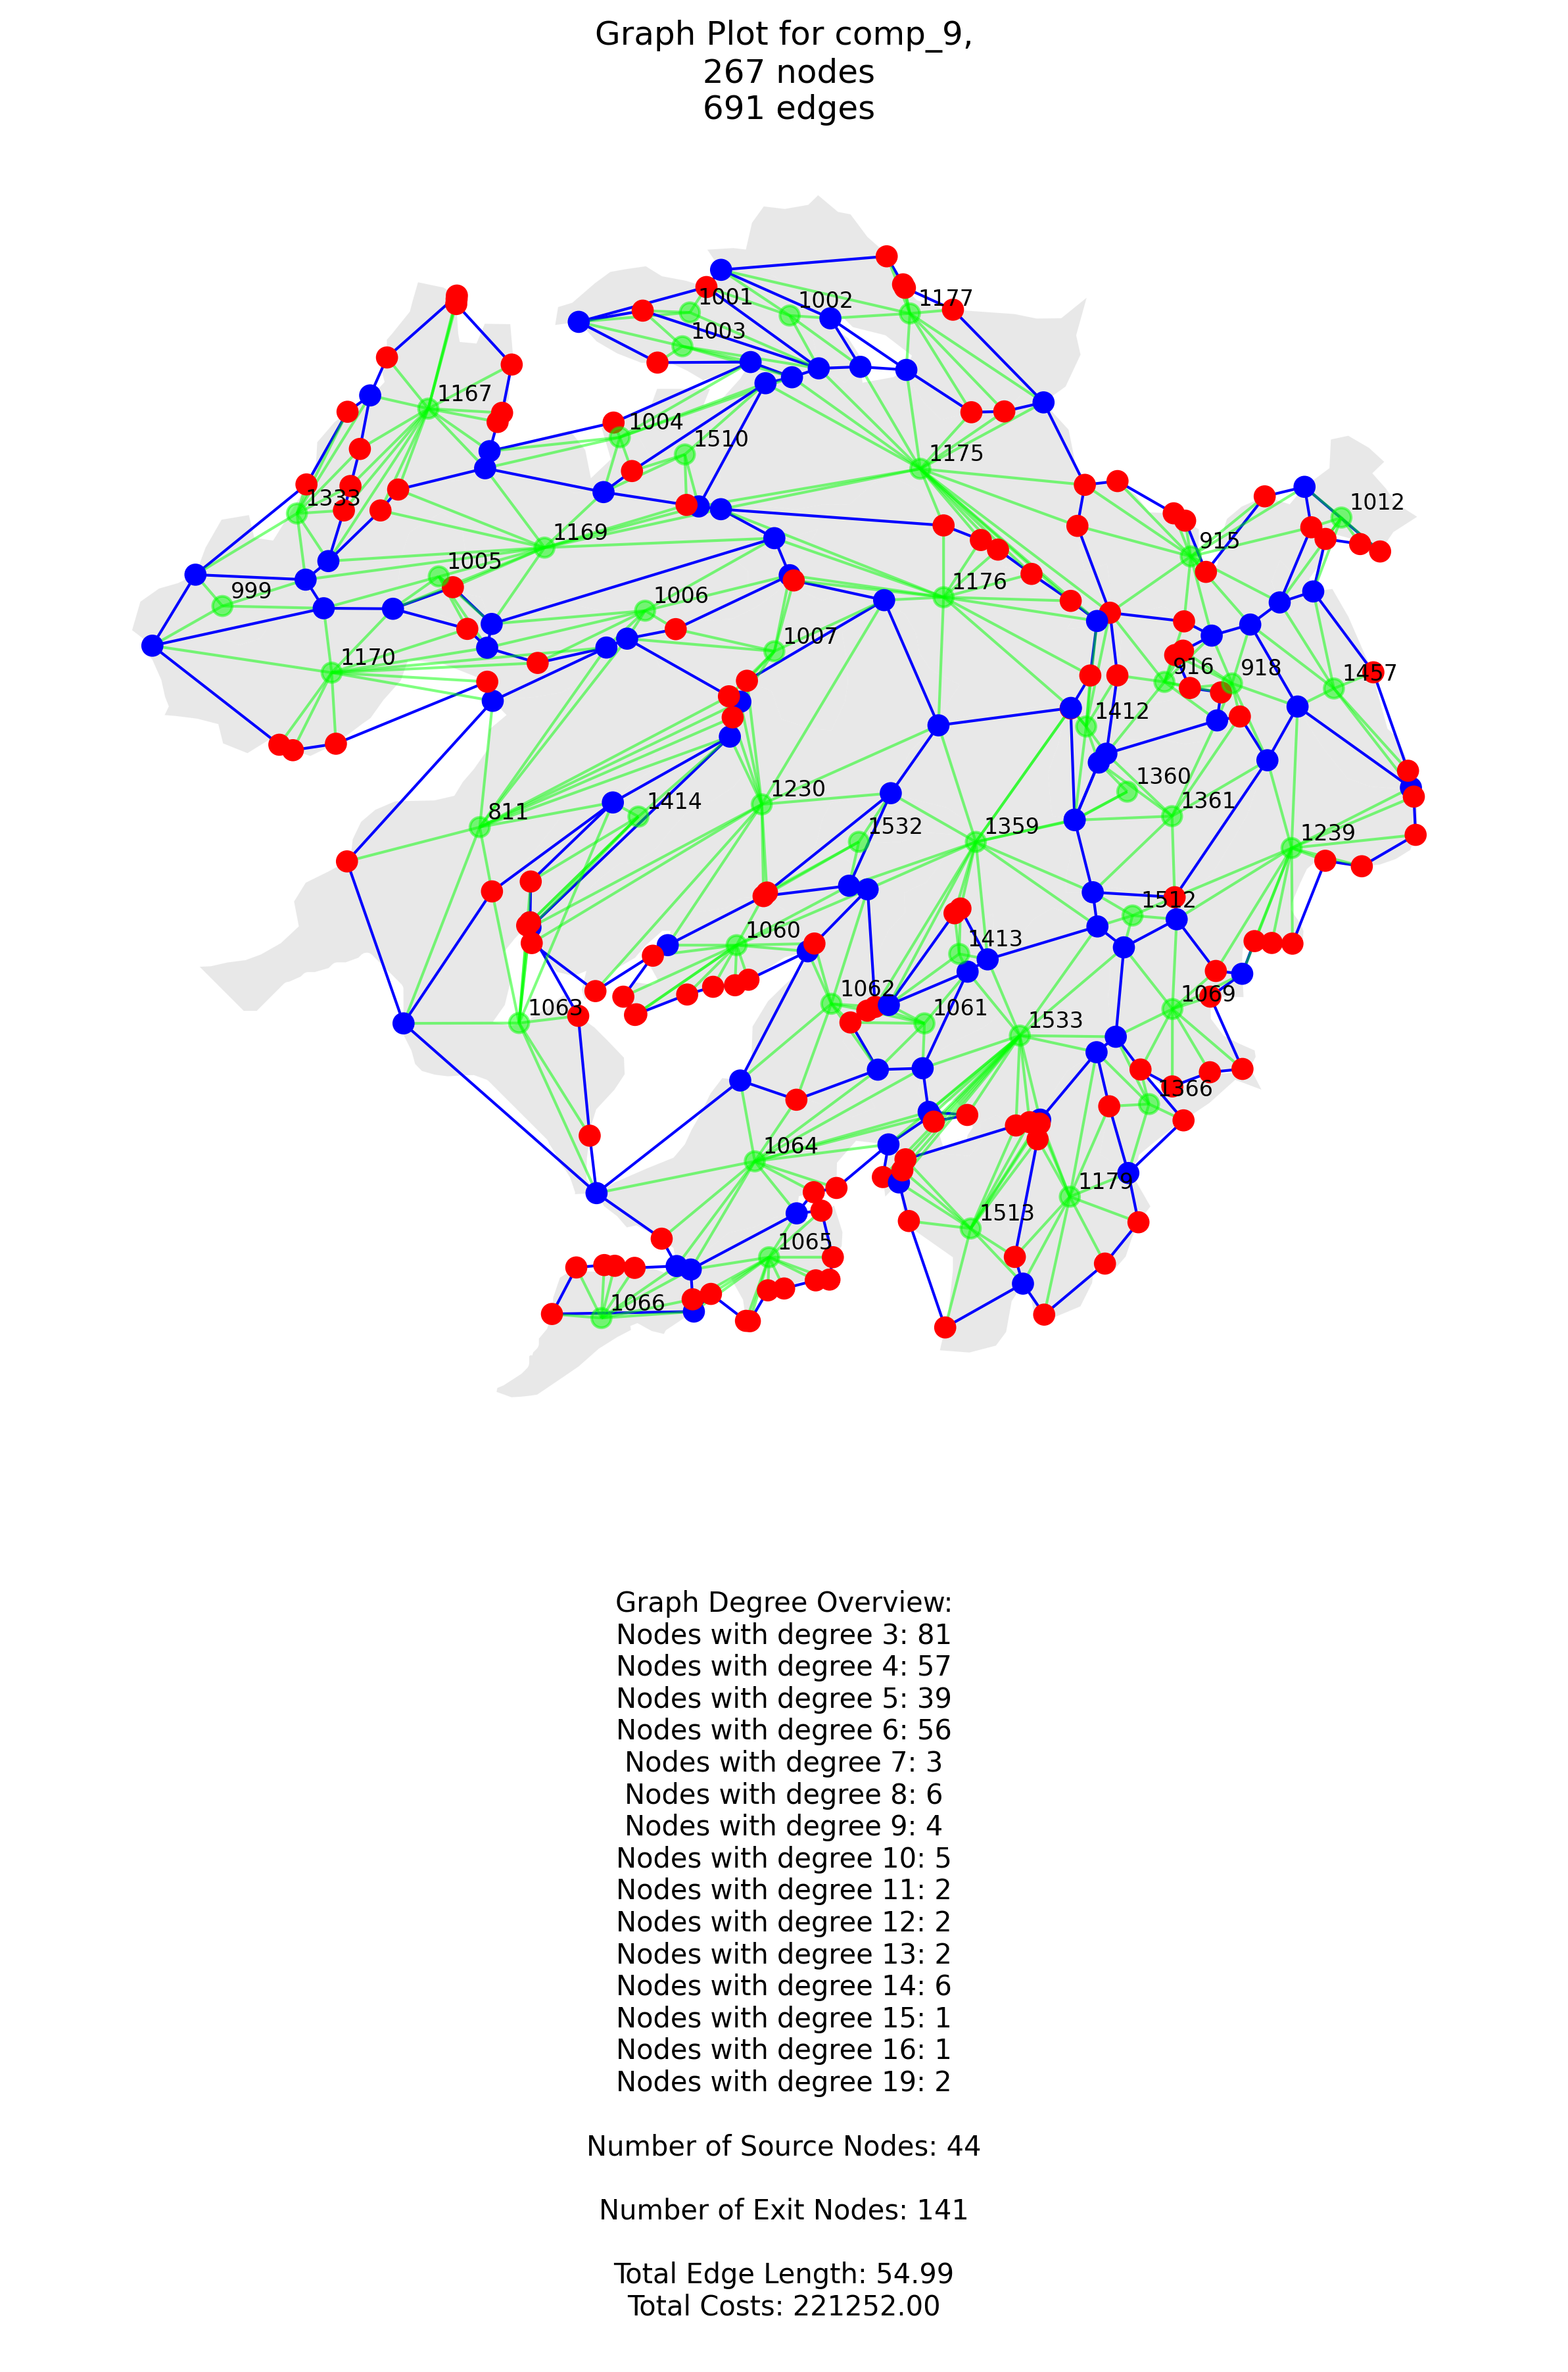 Graph Plot for comp_9,
267 nodes
691 edges
1001
1002
1177
1003
1167
1004
1510
1175
1333
1012
1169
915
1005
999
1006
1176
1007
1170
916
918
1457
1412
1360
811
1414
1230
1361
1532
1359
1239
1512
1060
1413
1063
1062
1061
1069
1533
1366
1064
1179
1513
1065
1066
Graph Degree Overview:
Nodes with degree 3: 81
Nodes with degree 4: 57
Nodes with degree 5: 39
Nodes with degree 6: 56
Nodes with degree 7: 3
Nodes with degree 8: 6
Nodes with degree 9: 4
Nodes with degree 10: 5
Nodes with degree 11: 2
Nodes with degree 12: 2
Nodes with degree 13: 2
Nodes with degree 14: 6
Nodes with degree 15: 1
Nodes with degree 16: 1
Nodes with degree 19: 2
Number of Source Nodes: 44
Number of Exit Nodes: 141
Total Edge Length: 54.99
Total Costs: 221252.00